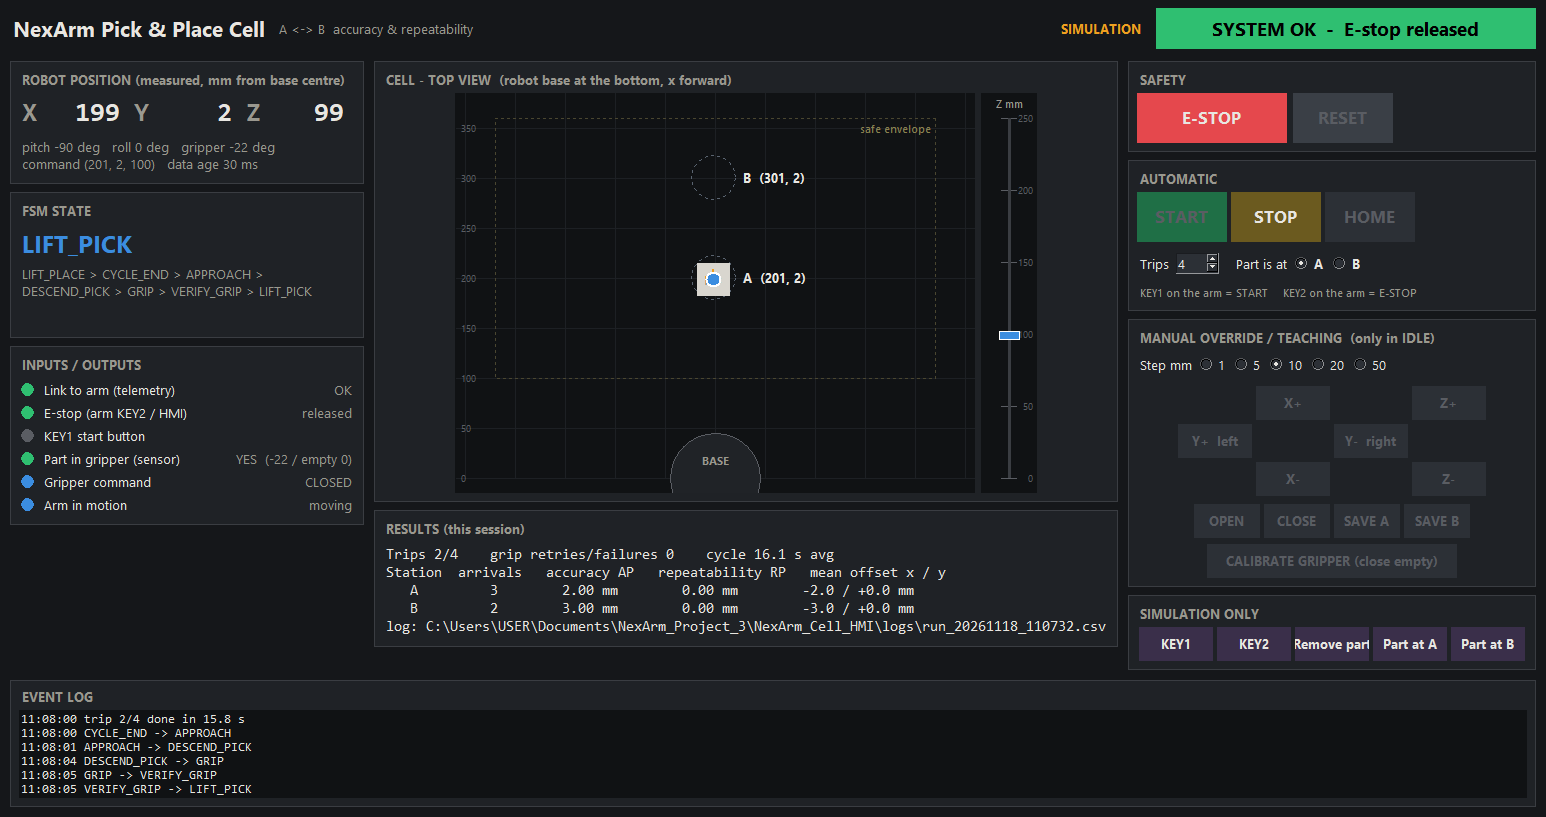 NexArm Pick & Place Cell A <-> B accuracy & repeatability
SIMULATION
SYSTEM OK - E-stop released
ROBOT POSITION (measured, mm from base centre)
X 199 Y 2 Z 99
pitch -90 deg roll 0 deg gripper -22 deg
command (201, 2, 100) data age 30 ms
FSM STATE
LIFT_PICK
LIFT_PLACE > CYCLE_END > APPROACH >
DESCEND_PICK > GRIP > VERIFY_GRIP > LIFT_PICK
INPUTS / OUTPUTS
Link to arm (telemetry) OK
E-stop (arm KEY2 / HMI) released
KEY1 start button
Part in gripper (sensor) YES (-22 / empty 0)
Gripper command CLOSED
Arm in motion moving
CELL - TOP VIEW (robot base at the bottom, x forward)
safe envelope
350
300
250
200
150
100
50
0
B (301, 2)
A (201, 2)
BASE
Z mm
250
200
150
00
50
0
RESULTS (this session)
Trips 2/4 grip retries/failures 0 cycle 16.1 s avg
Station arrivals accuracy AP repeatability RP mean offset x / y
A 3 2.00 mm 0.00 mm -2.0 / +0.0 mm
B 2 3.00 mm 0.00 mm -3.0 / +0.0 mm
log: C:\Users\USER\Documents\NexArm_Project_3\NexArm_Cell_HMI\logs\run_20261118_110732.csv
SAFETY
E-STOP RESET
AUTOMATIC
START STOP HOME
Trips 4 Part is at A B
KEY1 on the arm = START KEY2 on the arm = E-STOP
MANUAL OVERRIDE / TEACHING (only in IDLE)
Step mm 1 5 10 20 50
X+ Z+
Y+ left Y- right
X- Z-
OPEN CLOSE SAVE A SAVE B
CALIBRATE GRIPPER (close empty)
SIMULATION ONLY
KEY1 KEY2 Remove part Part at A Part at B
EVENT LOG
11:08:00 trip 2/4 done in 15.8 s
11:08:00 CYCLE_END -> APPROACH
11:08:01 APPROACH -> DESCEND_PICK
11:08:04 DESCEND_PICK -> GRIP
11:08:05 GRIP -> VERIFY_GRIP
11:08:05 VERIFY_GRIP -> LIFT_PICK